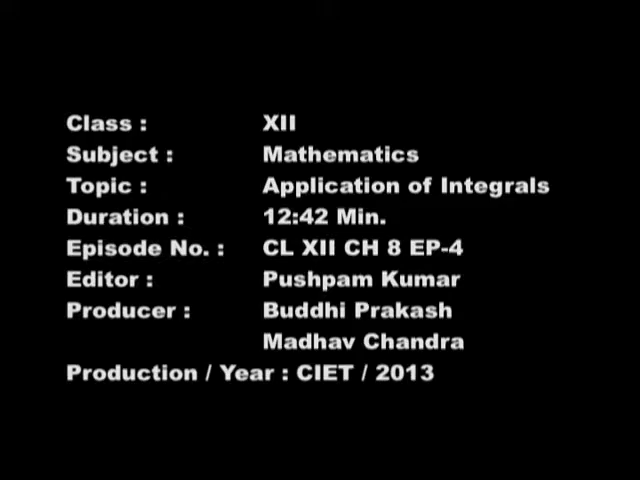 Class : XII
Subject : Mathematics
Topic : Application of Integrals
Duration : 12:42 Min.
Episode No. : CL XII CH 8 EP-4
Editor : Pushpam Kumar
Producer : Buddhi Prakash
Madhav Chandra
Production / Year : CIET / 2013